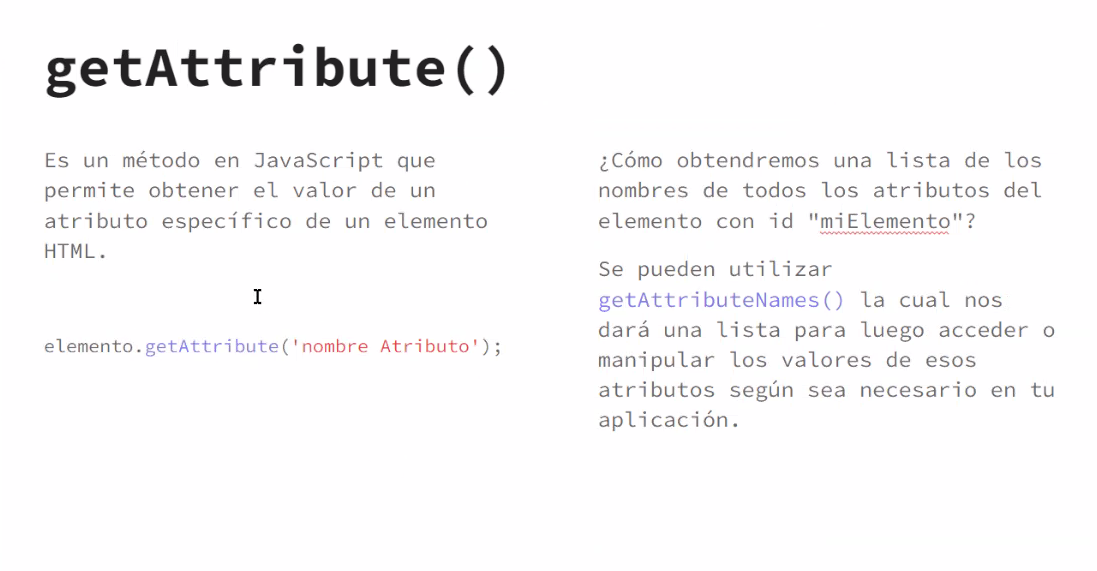 getAttribute()
Es un método en JavaScript que
permite obtener el valor de un
atributo específico de un elemento
HTML.
elemento.getAttribute('nombre Atributo');
¿Cómo obtendremos una lista de los
nombres de todos los atributos del
elemento con id "miElemento"?
Se pueden utilizar
getAttributeNames() la cual nos
dará una lista para luego acceder o
manipular los valores de esos
atributos según sea necesario en tu
aplicación.